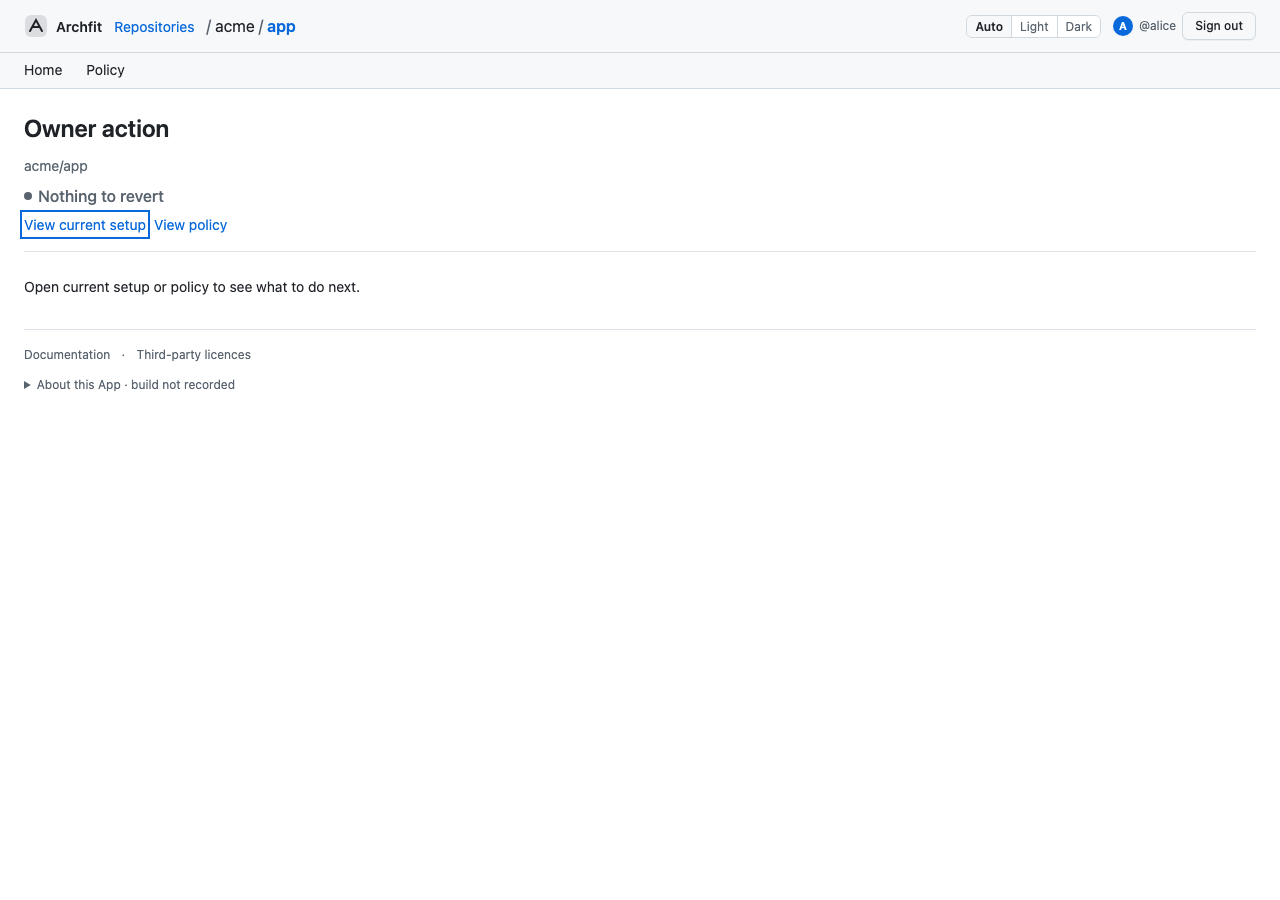 Archfit Repositories / acme / app Auto Light Dark A @alice Sign out
Home Policy
Owner action
acme/app
Nothing to revert
View current setup View policy
Open current setup or policy to see what to do next.
Documentation · Third-party licences
About this App · build not recorded